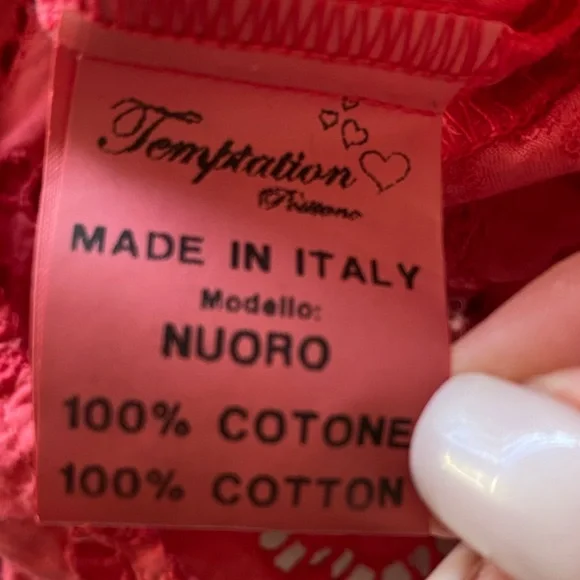 Temptation
Positano
MADE IN ITALY
Modello:
NUORO
100% COTONE
100% COTTON